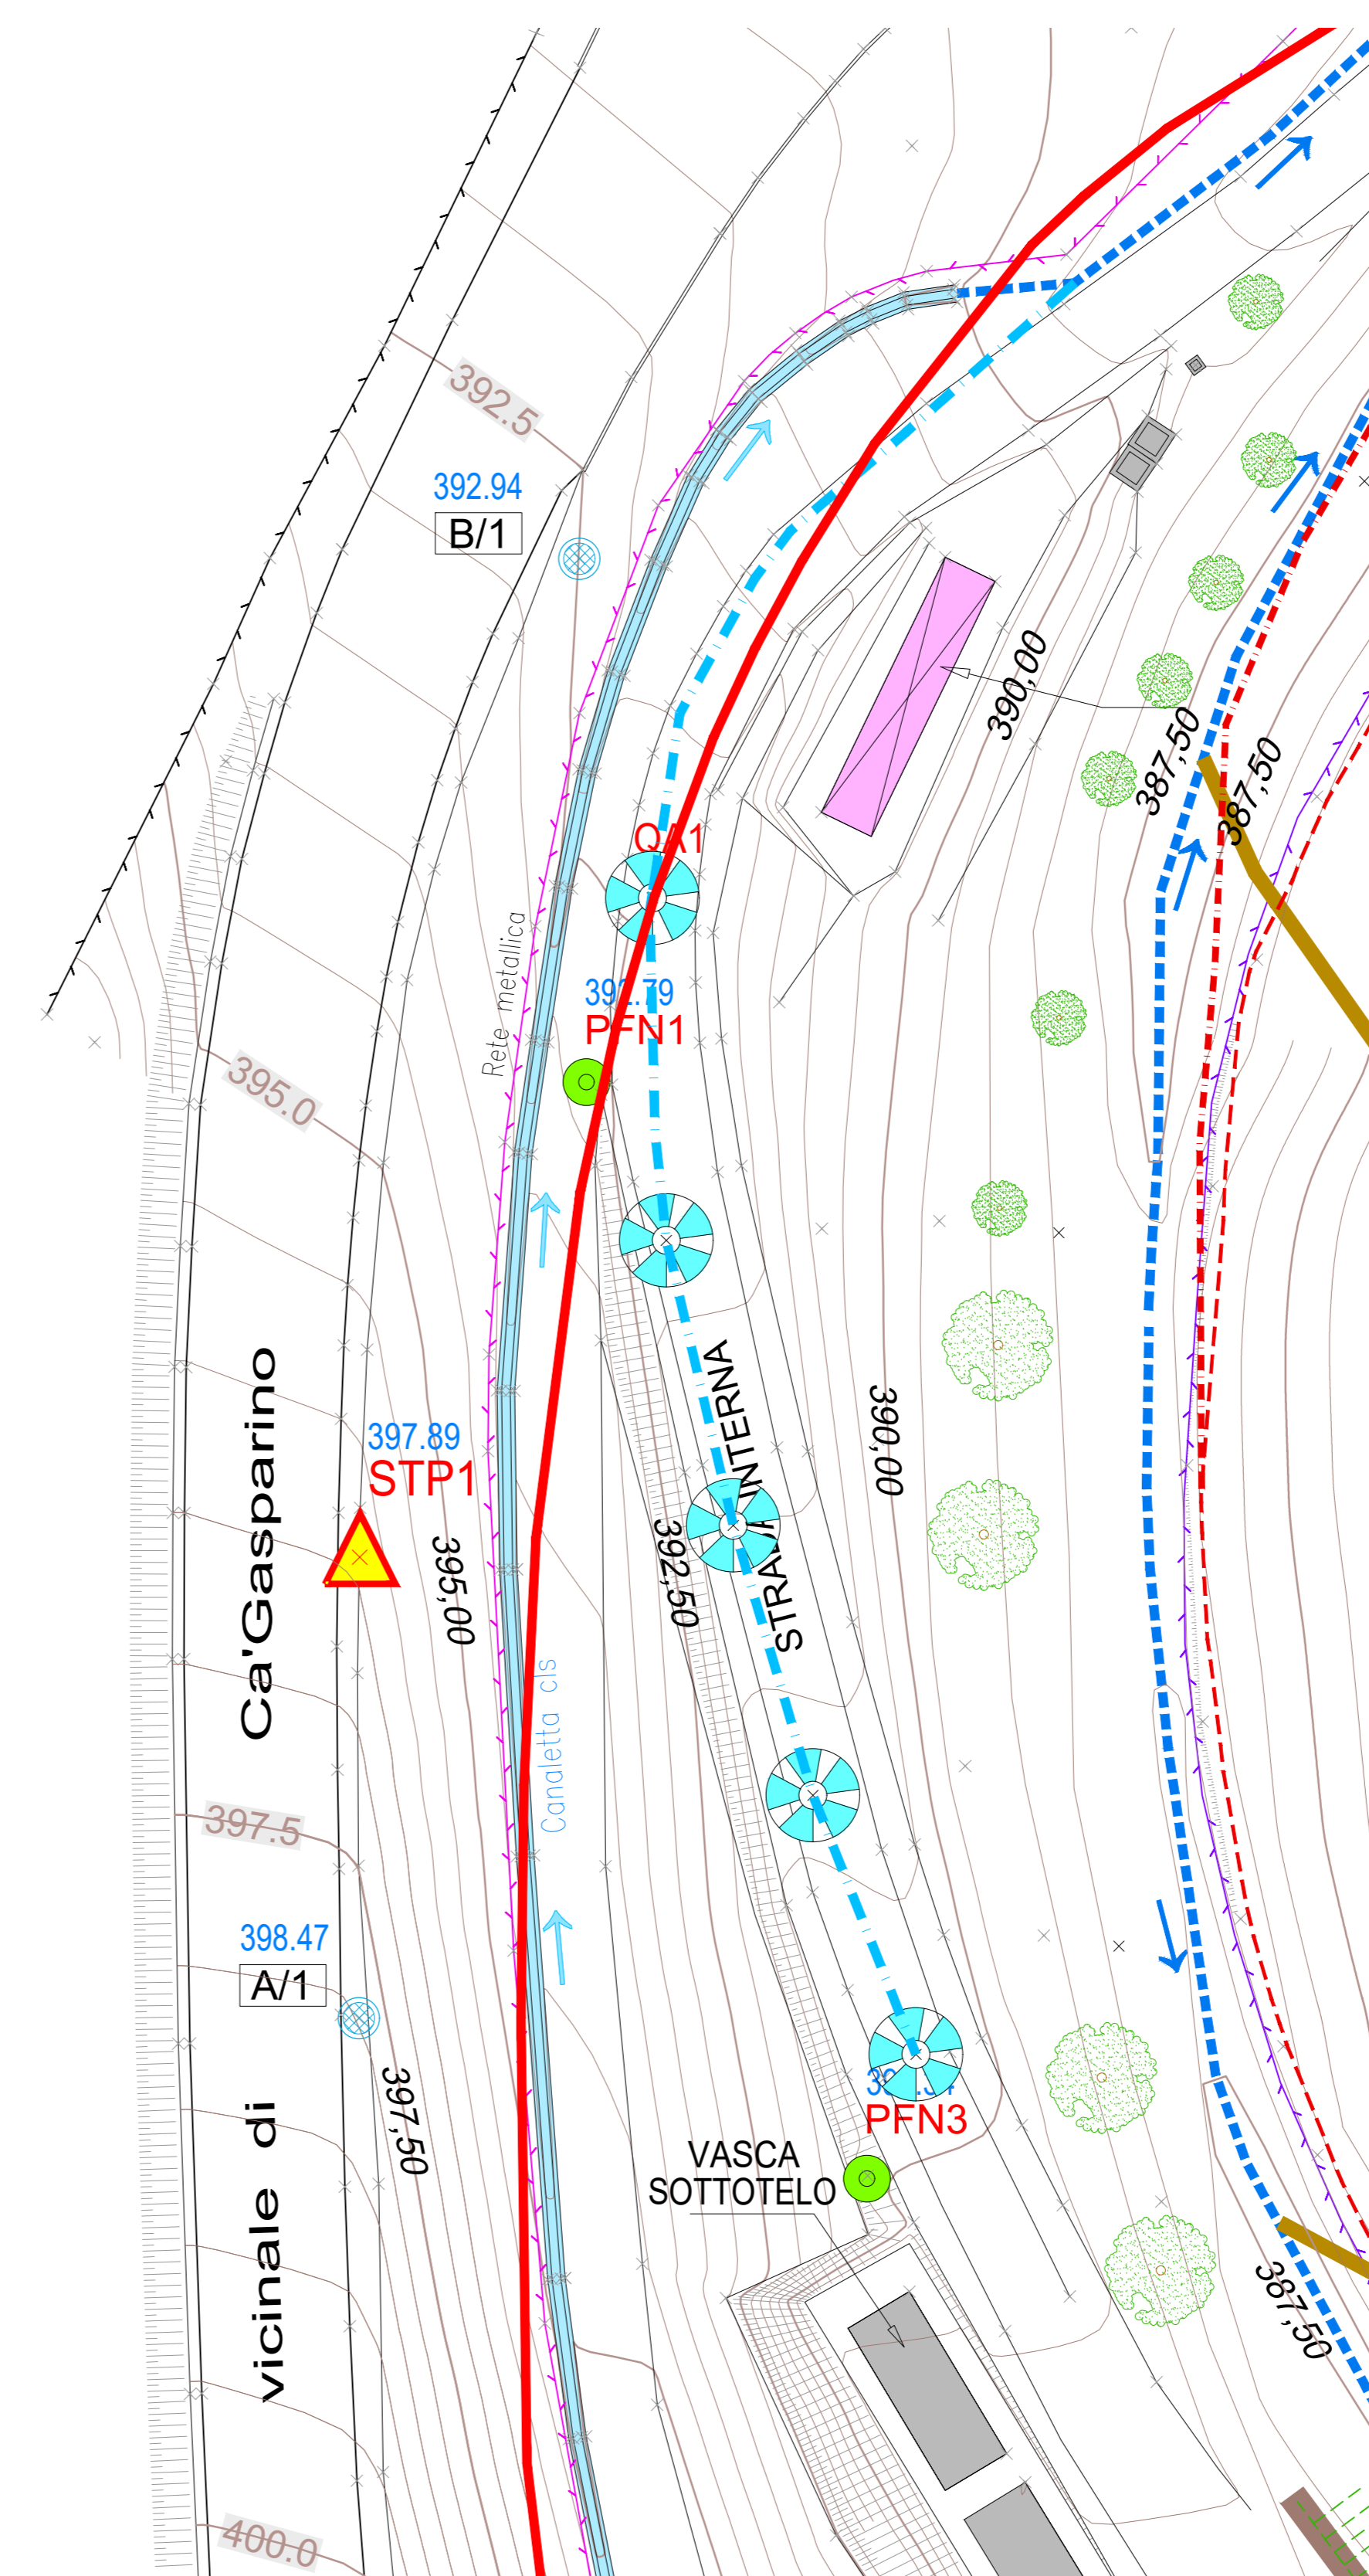 392.5
392.94
B/1
390,00
387,50
387,50
QA1
Rete metallica
392.79
PFN1
395.0
STRADA INTERNA
Ca'Gasparino
390,00
397.89
STP1
392,50
395,00
Canaletta cls
397.5
398.47
A/1
397,50
PFN3
VASCA
SOTTOTELO
vicinale di
387,50
400.0